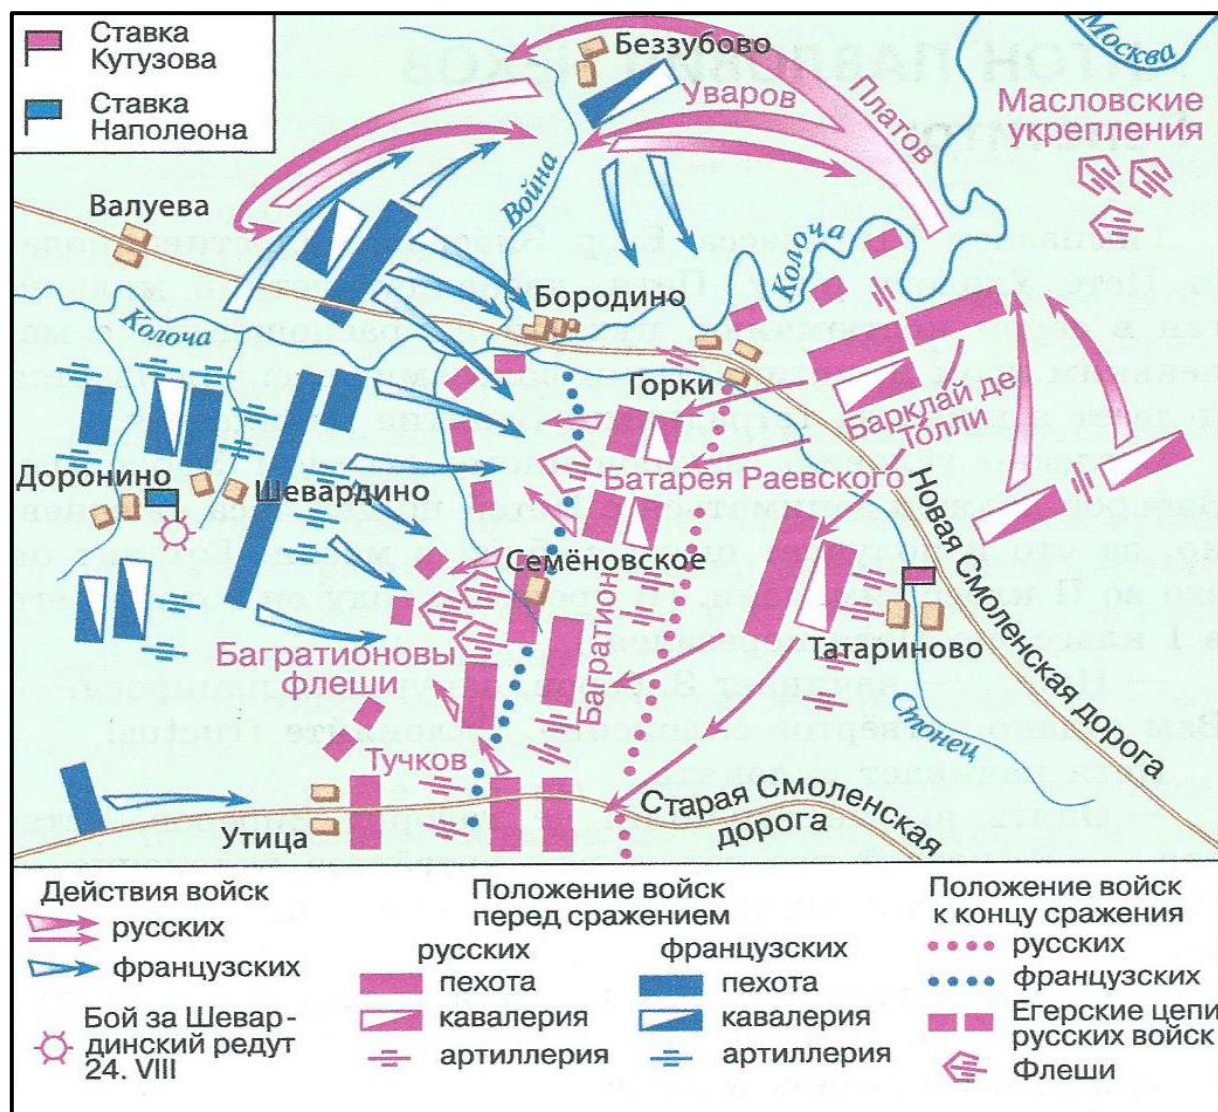 Ставка
Кутузова
Ставка
Наполеона
Беззубово
Уваров
Платов
Москва
Масловские
укрепления
Война
Валуева
Колоча
Бородино
Колоча
Горки
Барклай де
Толли
Доронино
Шевардино
Батарея Раевского
Новая Смоленская дорога
Семёновское
Багратион
Татариново
Багратионовы
флеши
Стонец
Тучков
Старая Смоленская
дорога
Утица
Действия войск
русских
французских
Бой за Шевар-
динский редут
24. VIII
Положение войск
перед сражением
русских
французских
пехота
пехота
кавалерия
кавалерия
артиллерия
артиллерия
Положение войск
к концу сражения
русских
французских
Егерские цепи
русских войск
Флеши